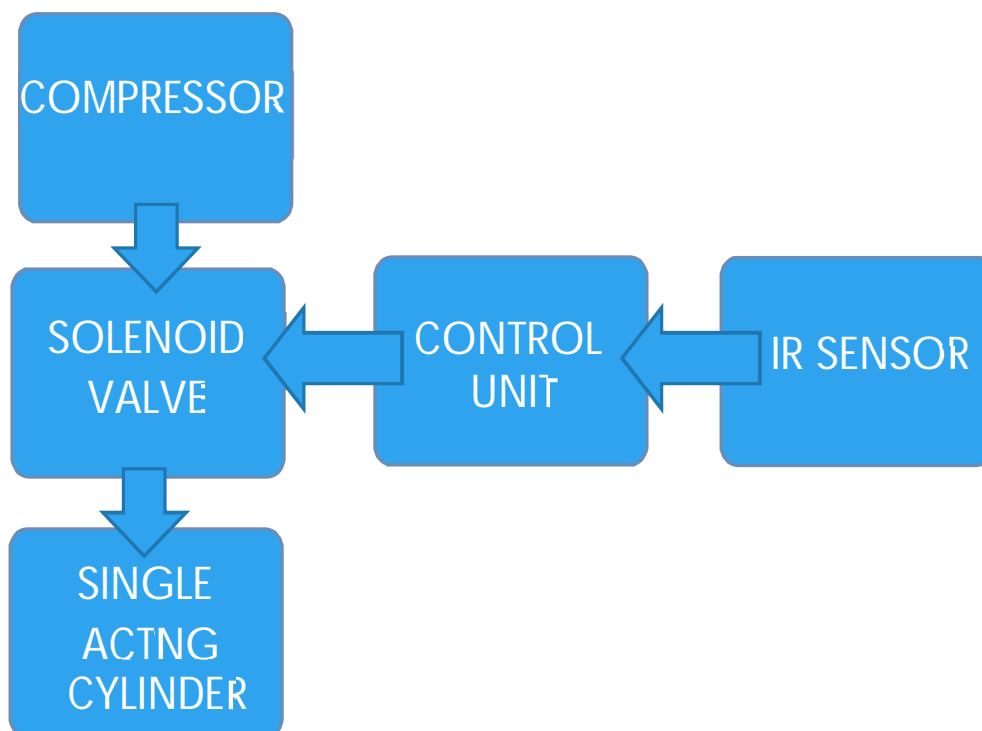 COMPRESSOR
SOLENOID
VALVE
CONTROL
UNIT
IR SENSOR
SINGLE
ACTNG
CYLINDER